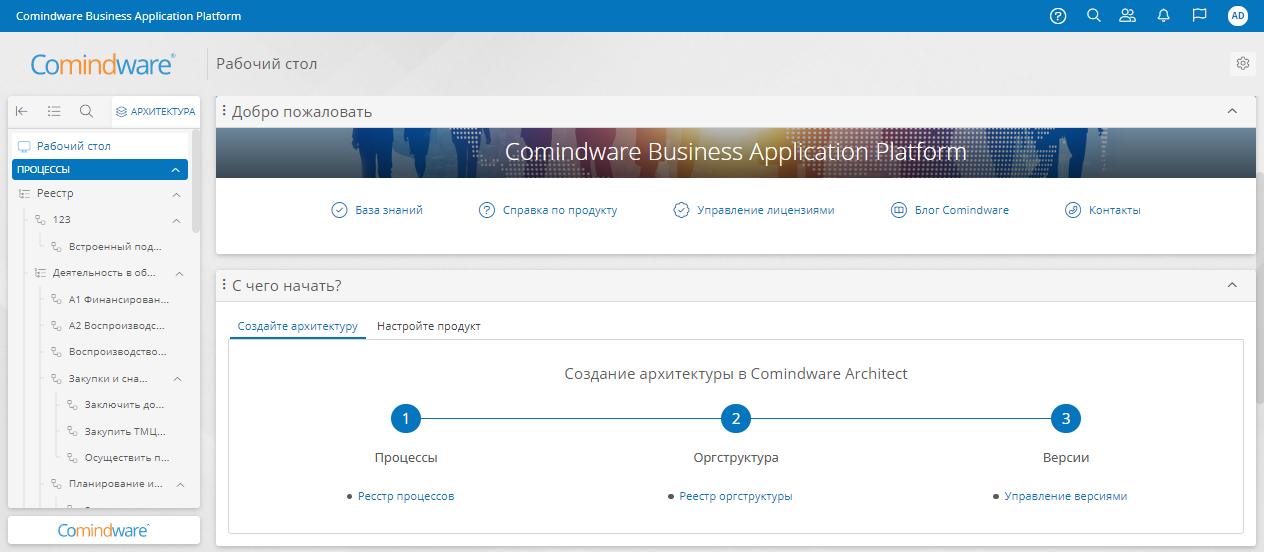 Comindware Business Application Platform
AD
Comindware®
Рабочий стол
АРХИТЕКТУРА
Рабочий стол
ПРОЦЕССЫ
Реестр
123
Встроенный под...
Деятельность в об...
А1 Финансирован...
А2 Воспроизводс...
Воспроизводство...
Закупки и сна...
Заключить до...
Закупить ТМЦ...
Осуществить п...
Планирование и...
Comindware
Добро пожаловать
Comindware Business Application Platform
База знаний
Справка по продукту
Управление лицензиями
Блог Comindware
Контакты
С чего начать?
Создайте архитектуру
Настройте продукт
Создание архитектуры в Comindware Architect
1 2 3
Процессы Оргструктура Версии
• Реестр процессов • Реестр оргструктуры • Управление версиями